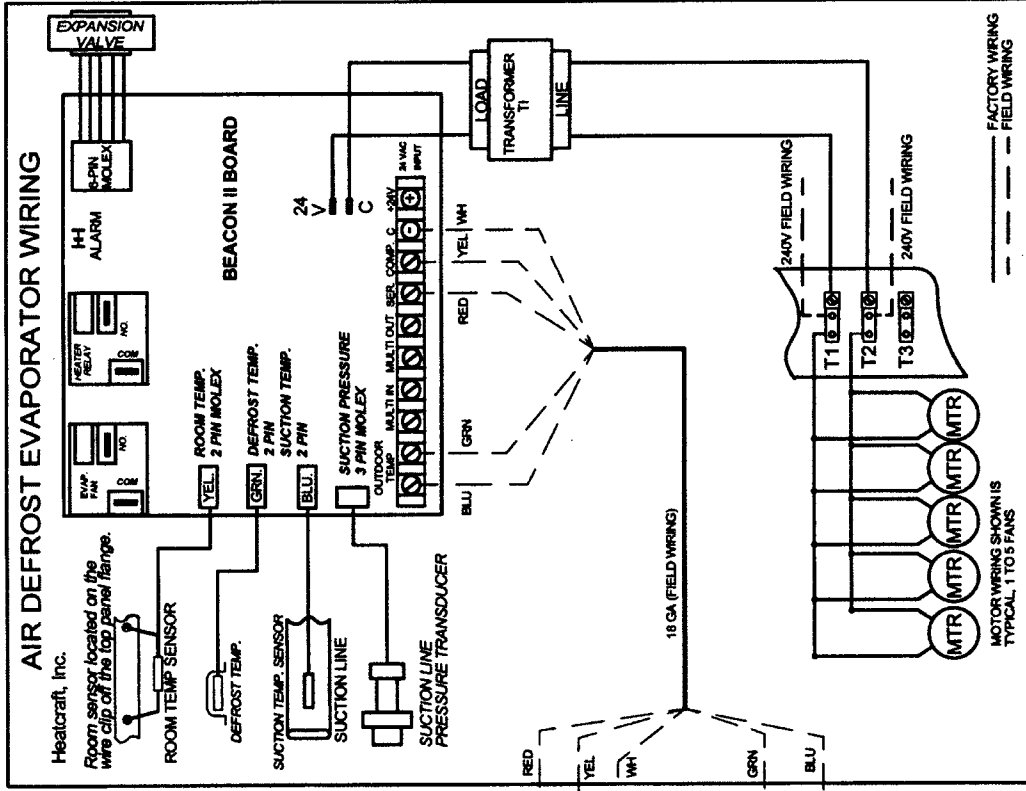 AIR DEFROST EVAPORATOR WIRING
Heatcraft, Inc.
Room sensor located on the
wire clip off the top panel flange.
ROOM TEMP SENSOR
DEFROST TEMP.
SUCTION TEMP. SENSOR
SUCTION LINE
SUCTION LINE
PRESSURE TRANSDUCER
EVAP.
FAN
NO.
COM
HEATER
RELAY
NO.
COM
ALARM
6-PIN
MOLEX
EXPANSION
VALVE
YEL.
ROOM TEMP.
2 PIN MOLEX
GRN.
DEFROST TEMP.
2 PIN
BLU.
SUCTION TEMP.
2 PIN
SUCTION PRESSURE
3 PIN MOLEX
BEACON II BOARD
24
V
C
OUTDOOR
TEMP
MULTI IN
MULTI OUT
SER.
COMP.
C
+24V
24 VAC
INPUT
BLU
GRN
RED
YEL
WH
LOAD
TRANSFORMER
TI
LINE
18 GA (FIELD WIRING)
RED
YEL
WH
GRN
BLU
240V FIELD WIRING
240V FIELD WIRING
T1
T2
T3
MTR
MTR
MTR
MTR
MTR
MOTOR WIRING SHOWN IS
TYPICAL, 1 TO 5 FANS
FACTORY WIRING
FIELD WIRING